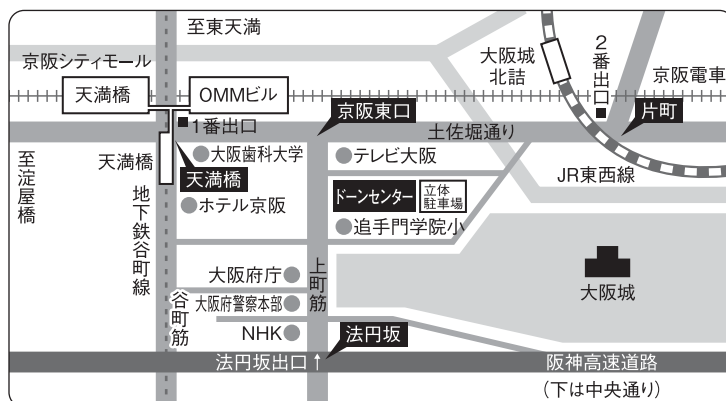 至東天満
京阪シティモール
天満橋
OMMビル
大阪城
北詰
2番出口
京阪電車
1番出口
京阪東口
土佐堀通り
片町
至淀屋橋
天満橋
大阪歯科大学
天満橋
テレビ大阪
JR東西線
地下鉄谷町線
ホテル京阪
ドーンセンター
立体
駐車場
追手門学院小
大阪府庁
上町筋
大阪城
谷町筋
大阪府警察本部
NHK
法円坂
法円坂出口↑
阪神高速道路
(下は中央通り)